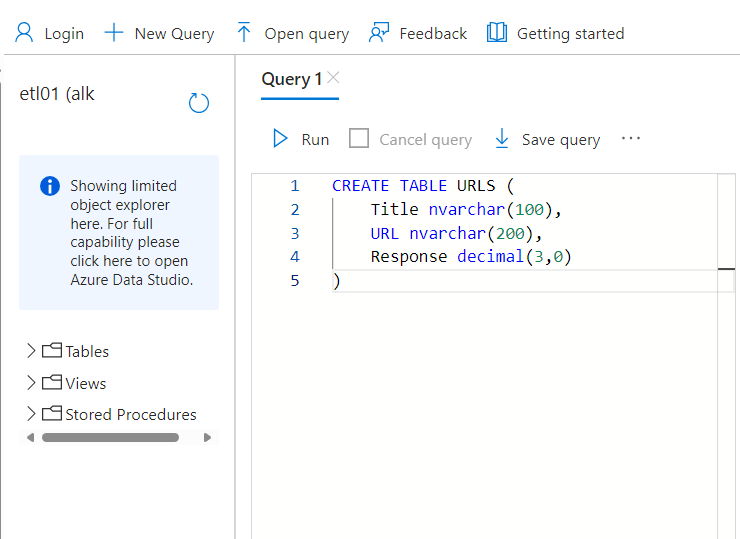 Login New Query Open query Feedback Getting started
etl01 (alk
Showing limited
object explorer
here. For full
capability please
click here to open
Azure Data Studio.
Tables
Views
Stored Procedures
Query 1
Run Cancel query Save query ...
1 CREATE TABLE URLS (
2 Title nvarchar(100),
3 URL nvarchar(200),
4 Response decimal(3,0)
5 )